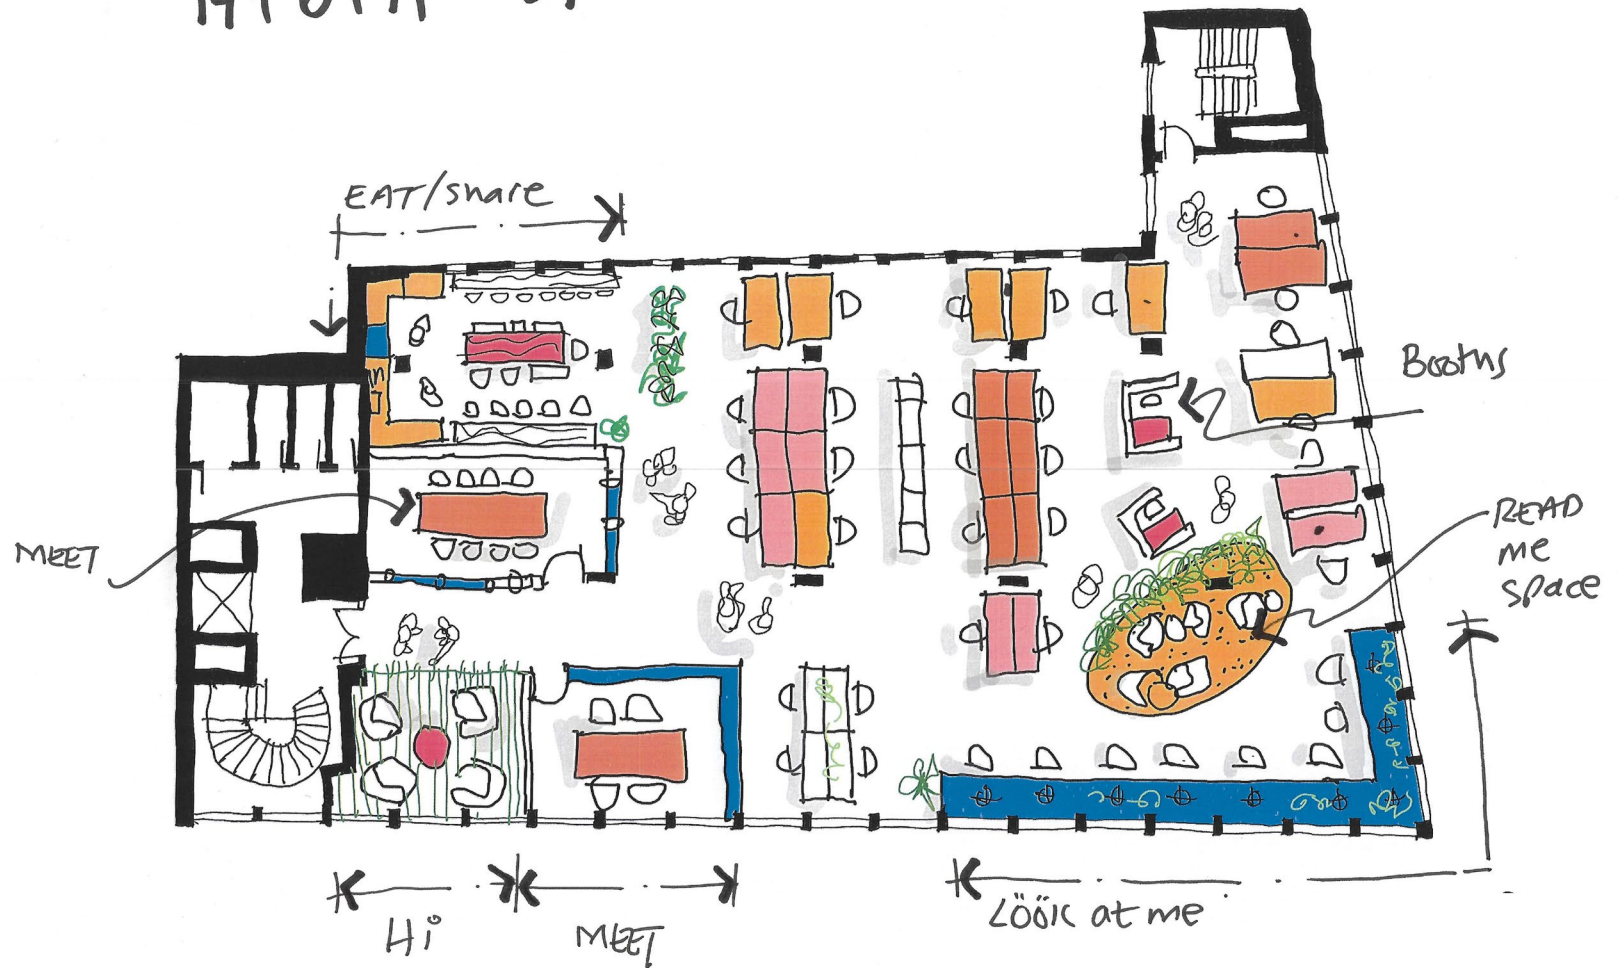 EAT/share
Booths
MEET
READ
me
space
Hi
MEET
Löök at me